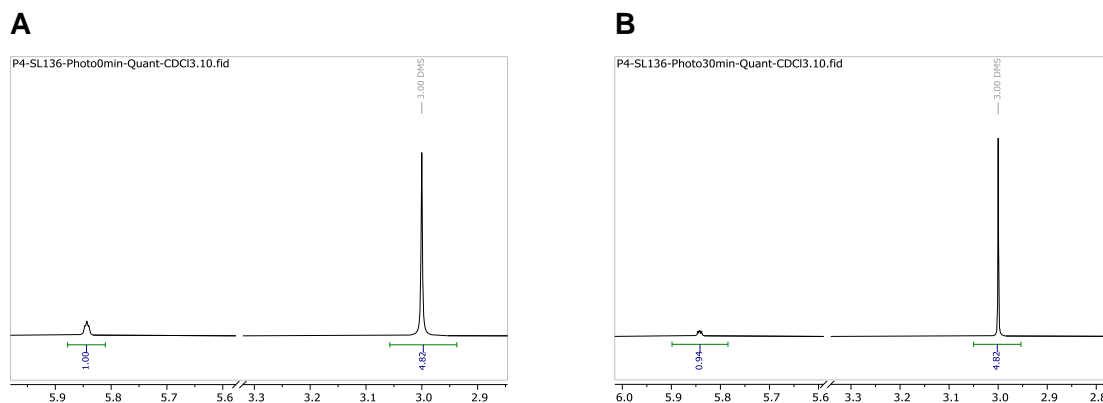 A
P4-SL136-Photo0min-Quant-CDCl3.10.fid
3.00 DMS
1.00
4.82
5.9 5.8 5.7 5.6 3.3 3.2 3.1 3.0 2.9
B
P4-SL136-Photo30min-Quant-CDCl3.10.fid
3.00 DMS
0.94
4.82
6.0 5.9 5.8 5.7 5.6 3.3 3.2 3.1 3.0 2.9 2.8